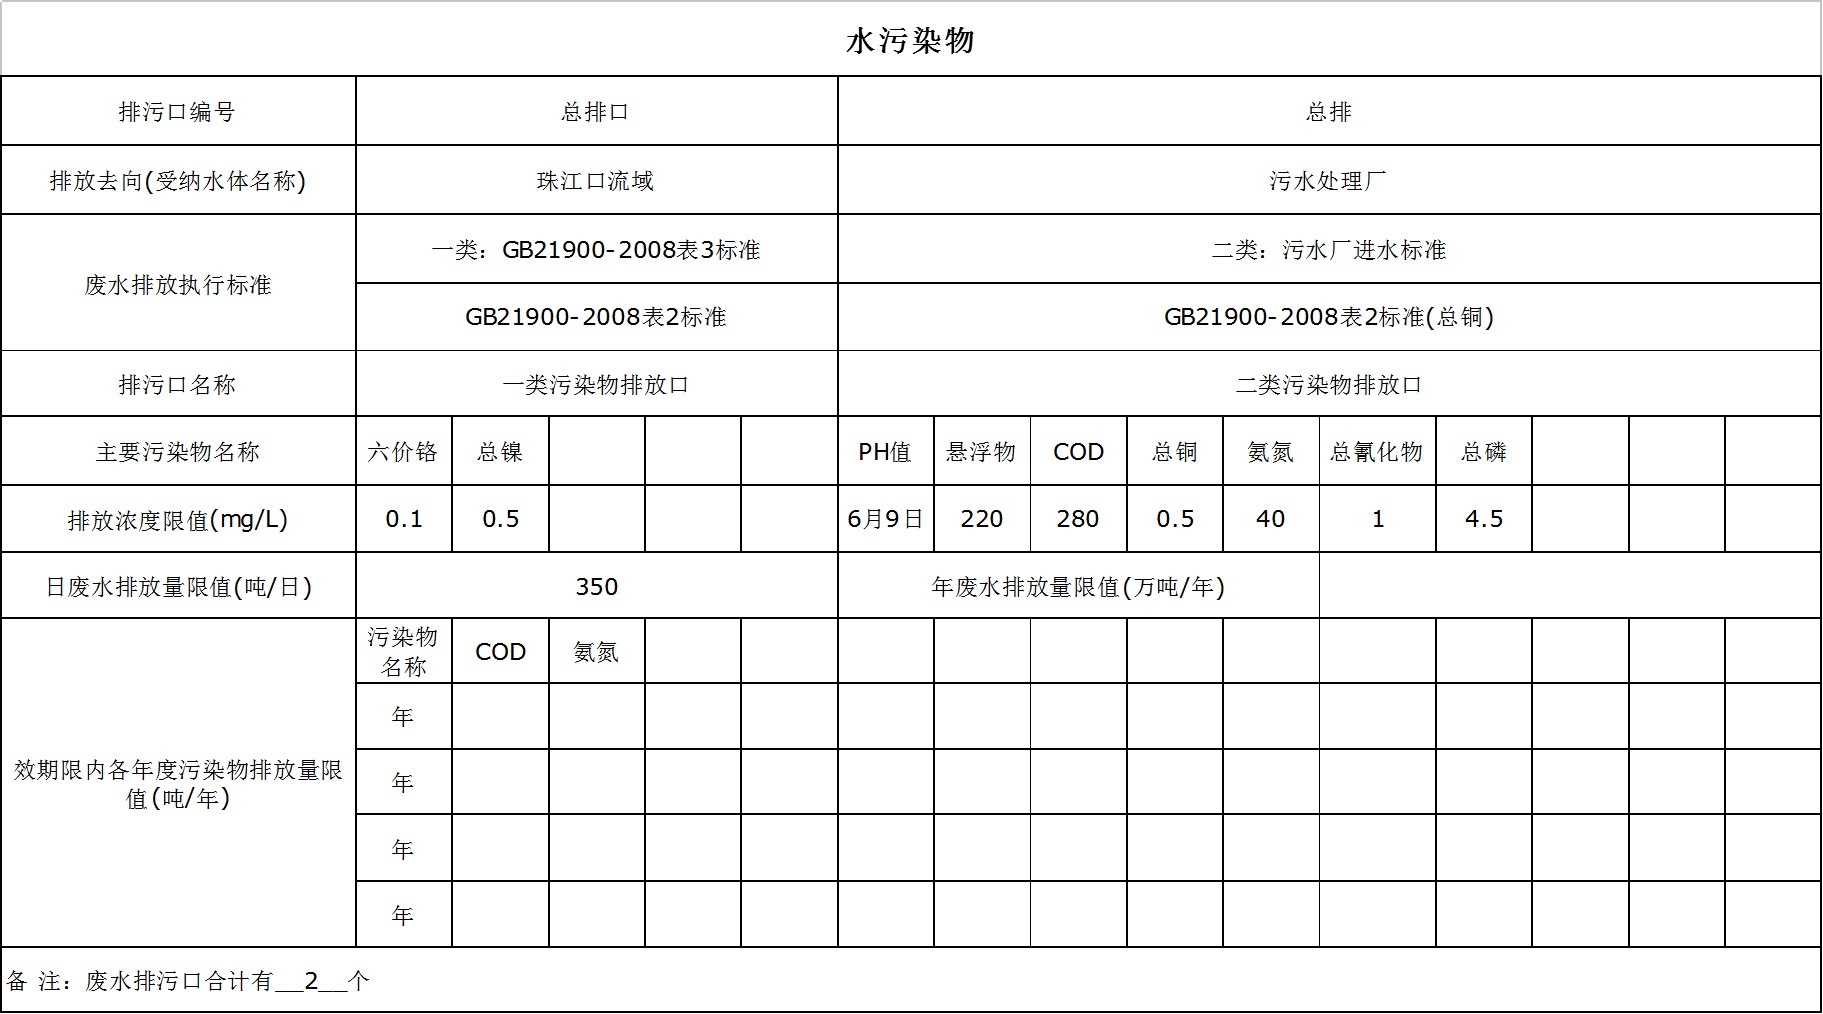 水污染物
排污口编号 总排口 总排
排放去向(受纳水体名称) 珠江口流域 污水处理厂
废水排放执行标准 一类：GB21900-2008表3标准 二类：污水厂进水标准
GB21900-2008表2标准 GB21900-2008表2标准(总铜)
排污口名称 一类污染物排放口 二类污染物排放口
主要污染物名称 六价铬 总镍 PH值 悬浮物 COD 总铜 氨氮 总氰化物 总磷
排放浓度限值(mg/L) 0.1 0.5 6月9日 220 280 0.5 40 1 4.5
日废水排放量限值(吨/日) 350 年废水排放量限值(万吨/年)
污染物
名称 COD 氨氮
效期限内各年度污染物排放量限
值(吨/年)
年
年
年
年
备 注：废水排污口合计有__2__个